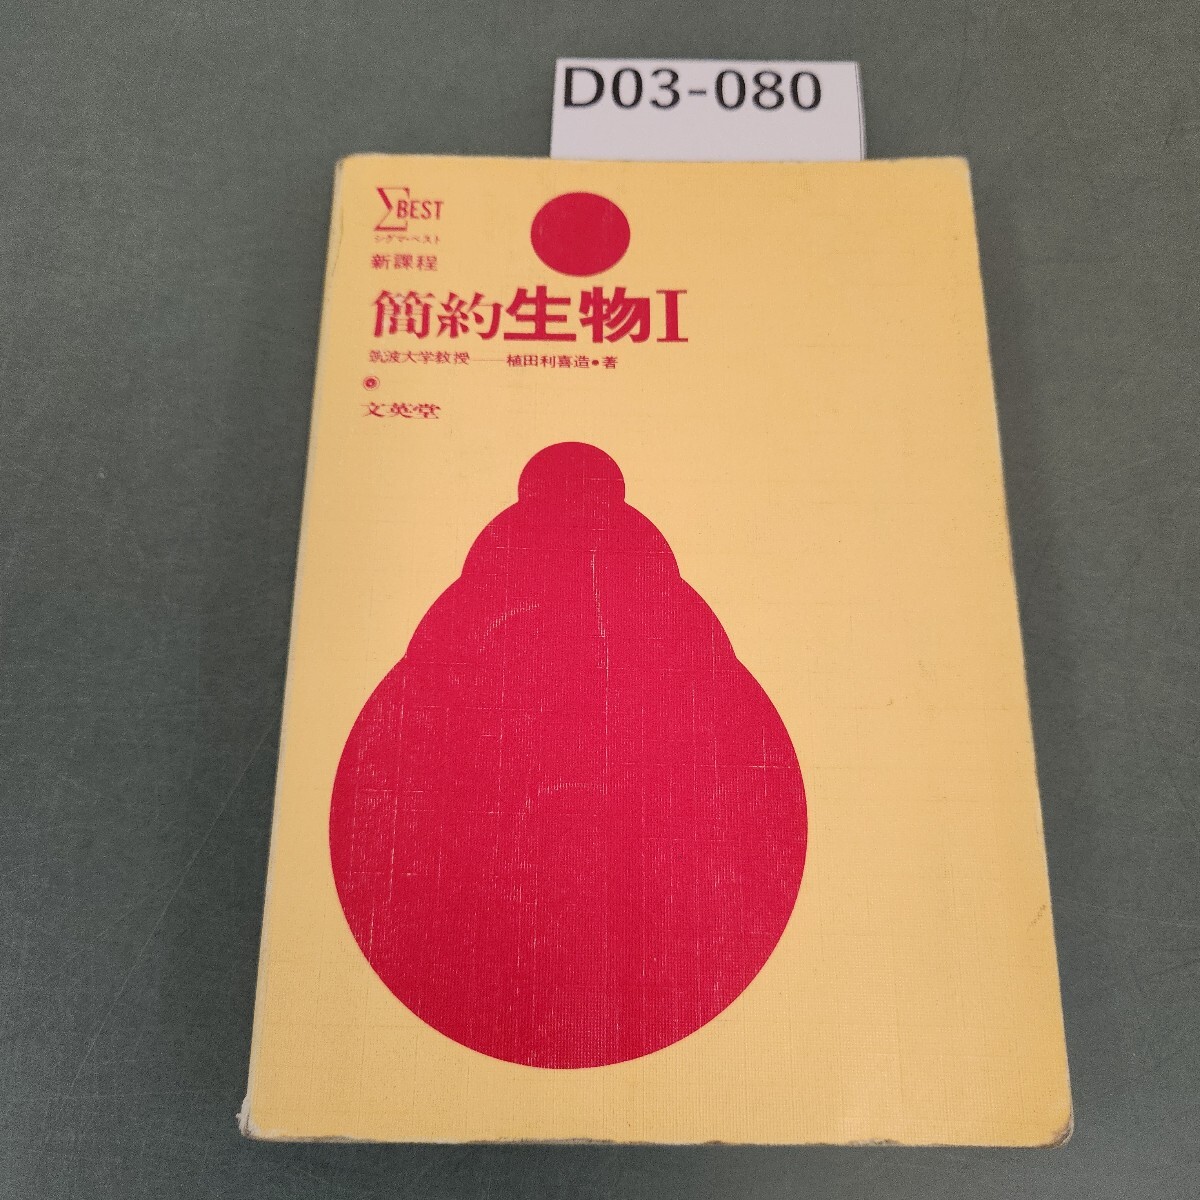 D03-080
ΣBEST
シグマ・ベスト
新課程
簡約生物I
筑波大学教授――植田利喜造●著
文英堂